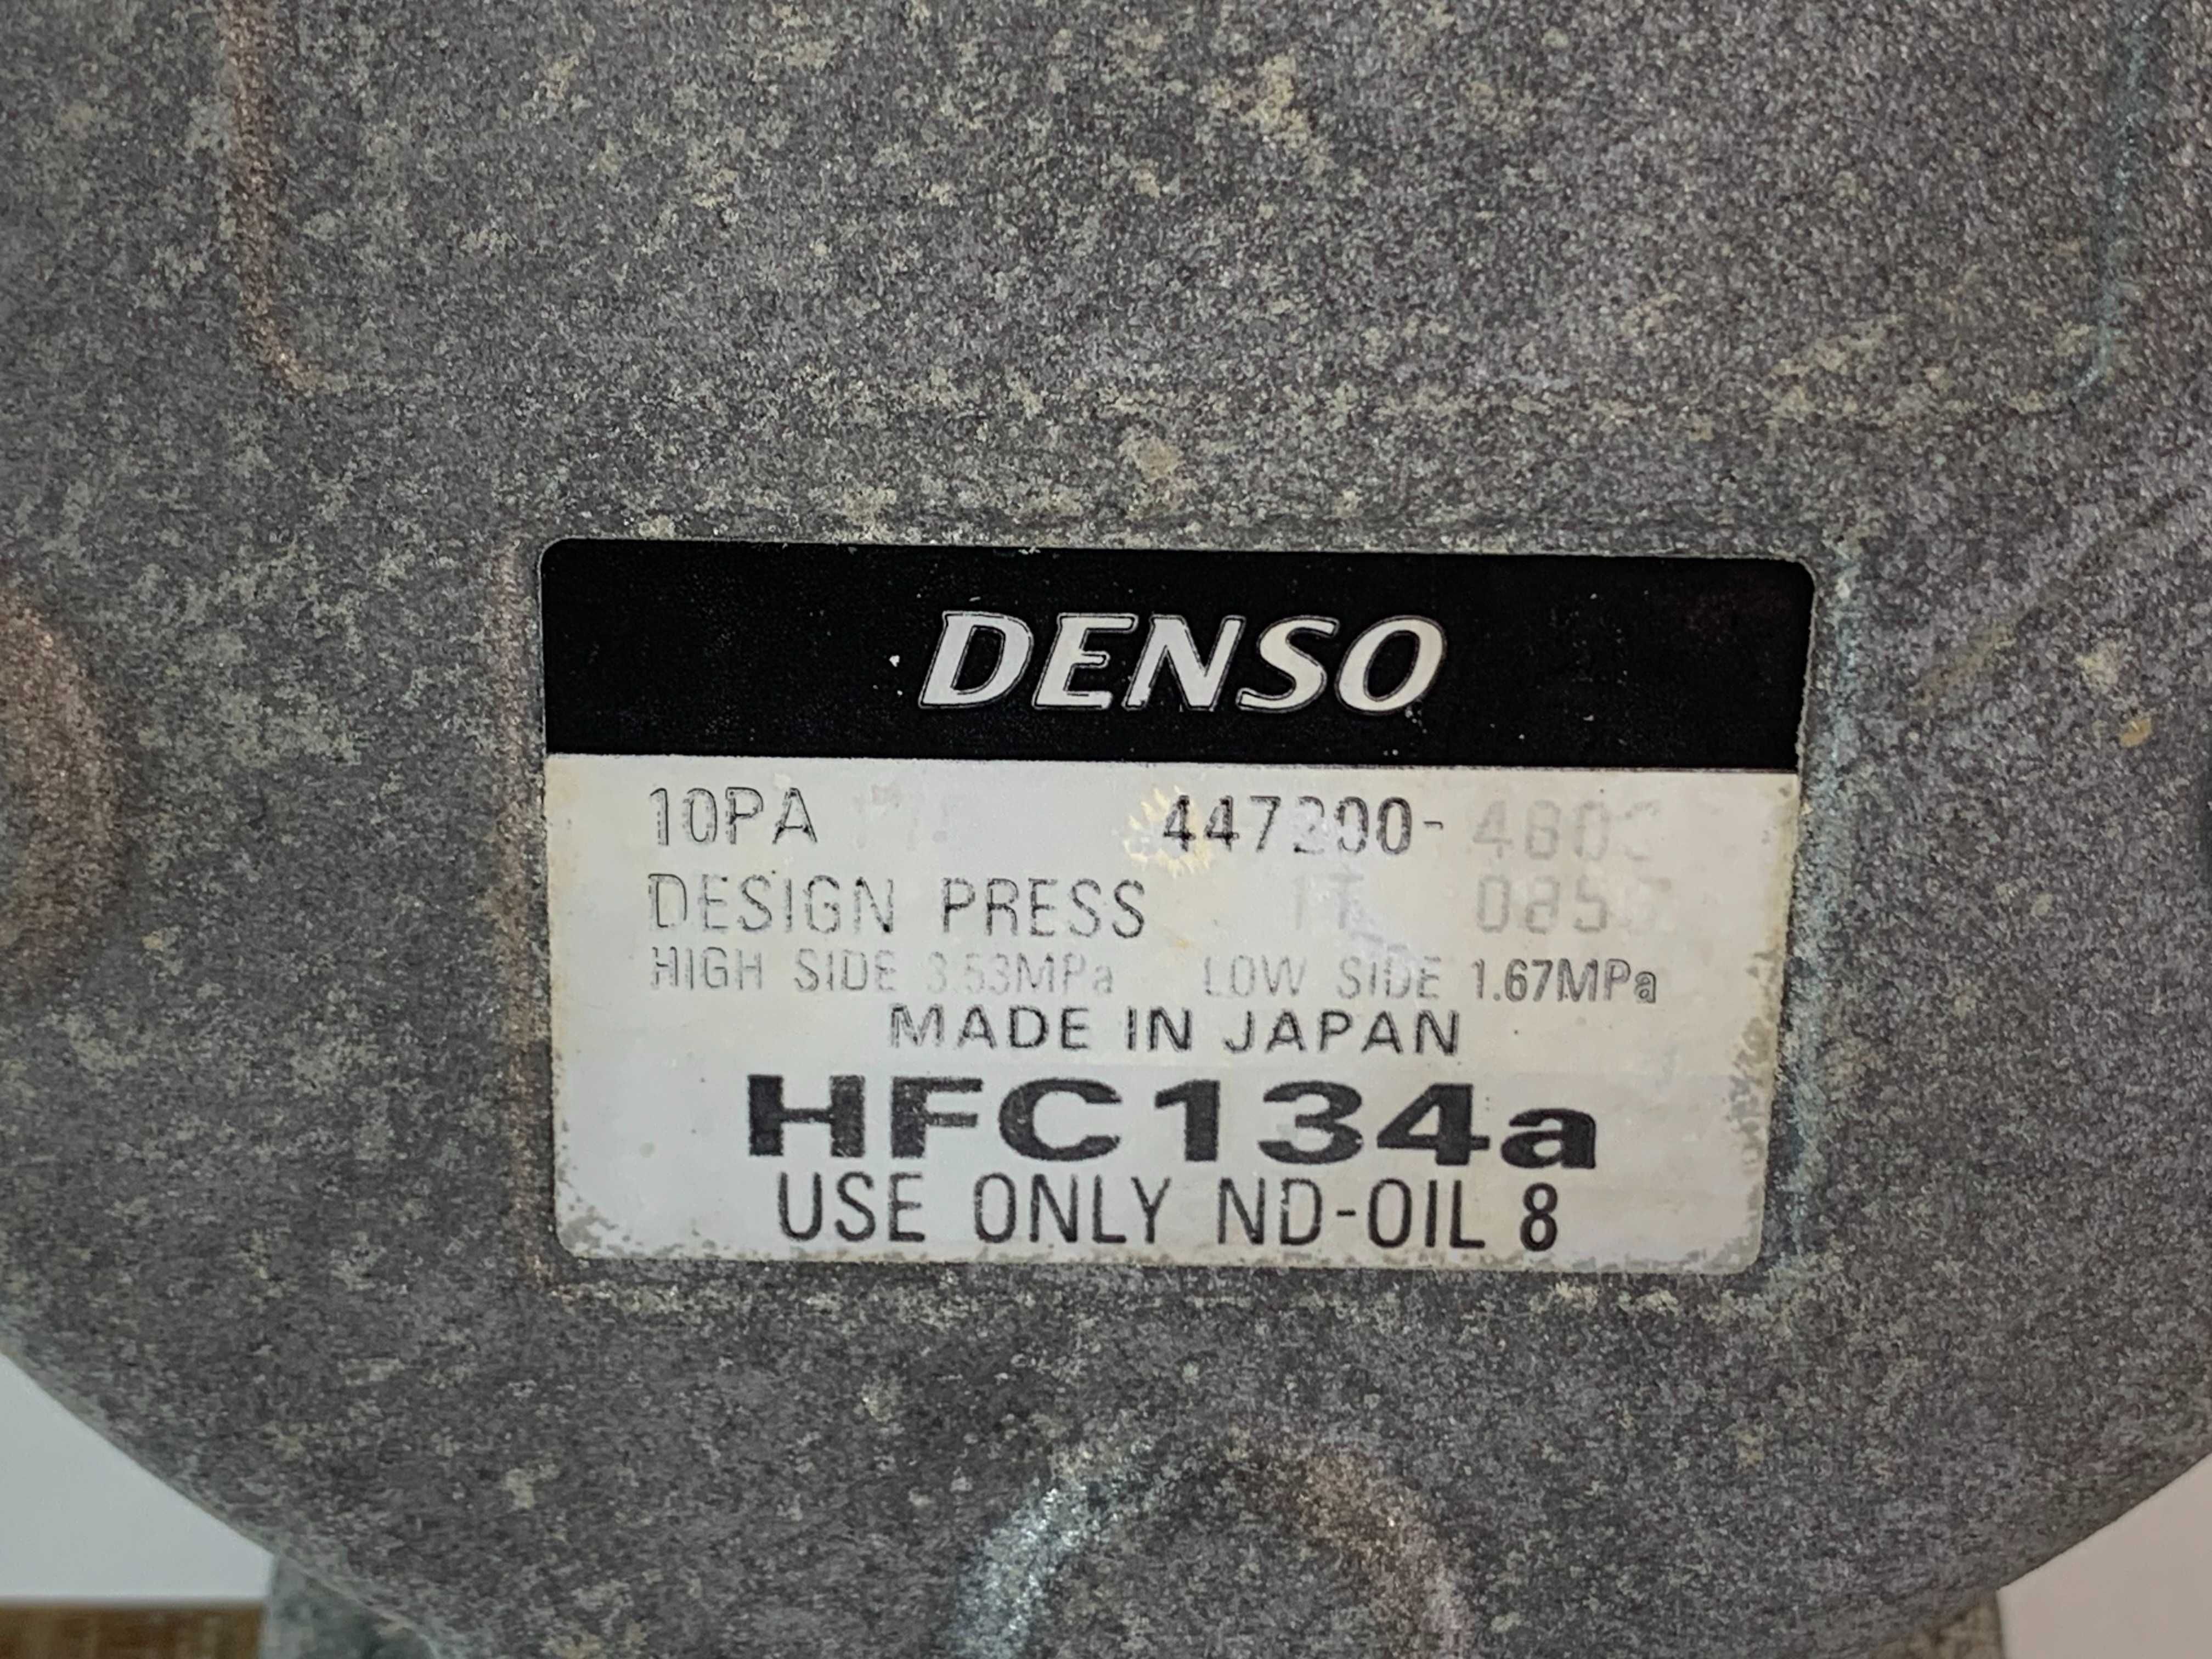 DENSO
10PA 447200-
DESIGN PRESS
HIGH SIDE 3.53MPa LOW SIDE 1.67MPa
MADE IN JAPAN
HFC134a
USE ONLY ND-OIL 8